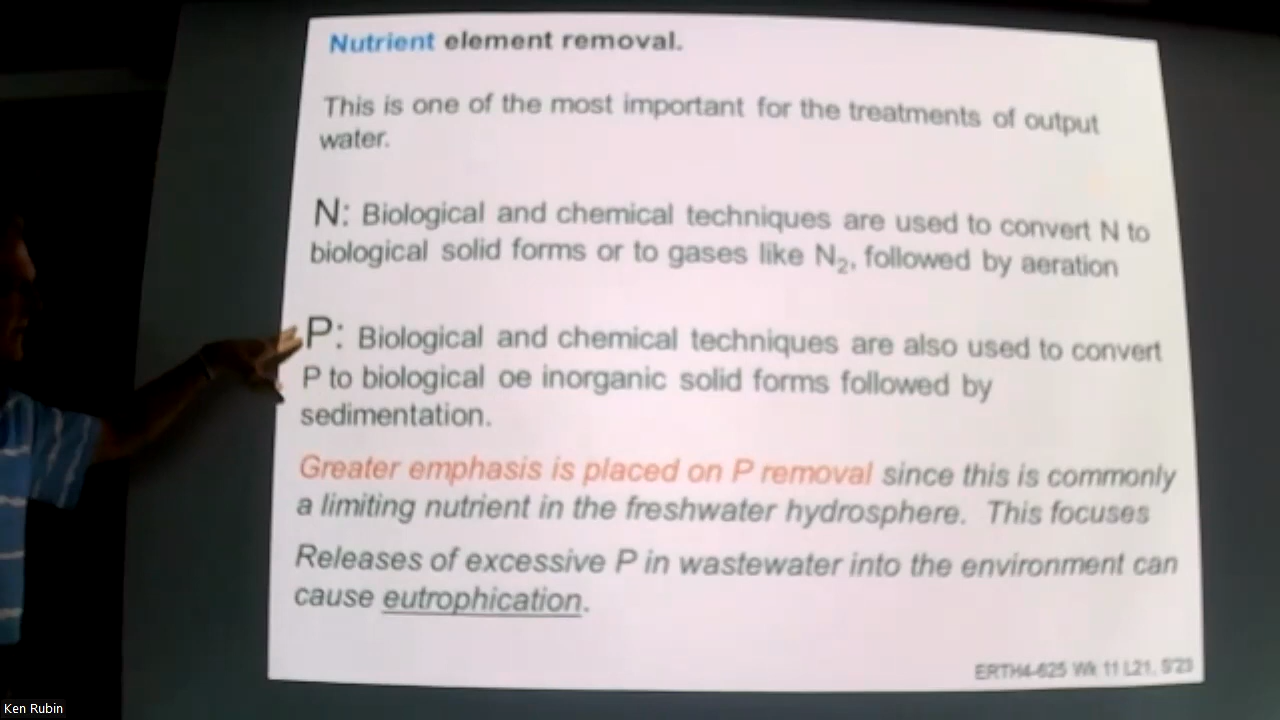 Nutrient element removal.
This is one of the most important for the treatments of output
water.
N: Biological and chemical techniques are used to convert N to
biological solid forms or to gases like N₂, followed by aeration
P: Biological and chemical techniques are also used to convert
P to biological oe inorganic solid forms followed by
sedimentation.
Greater emphasis is placed on P removal since this is commonly
a limiting nutrient in the freshwater hydrosphere. This focuses
Releases of excessive P in wastewater into the environment can
cause eutrophication.
ERTH4-625 Wk 11 L21, S'23
Ken Rubin